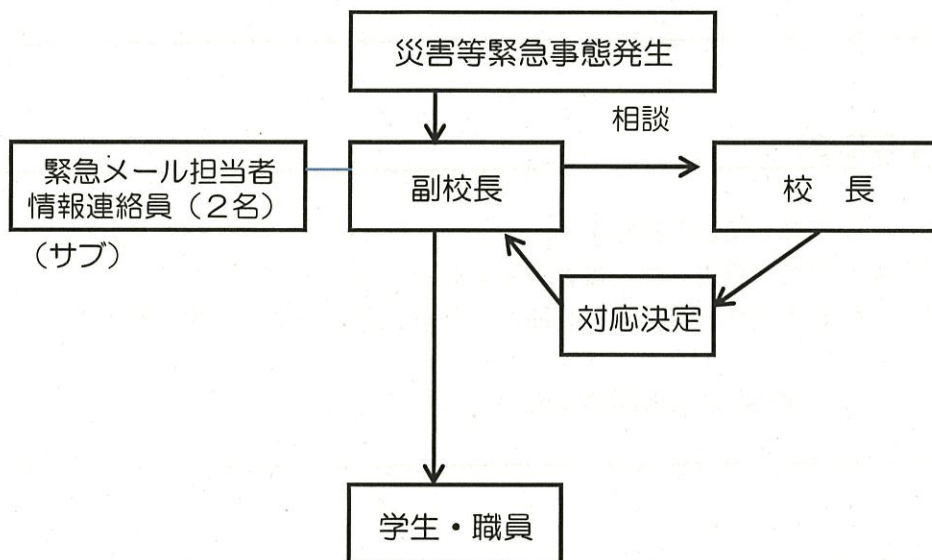 災害等緊急事態発生
相談
緊急メール担当者
情報連絡員（２名）
（サブ）
副校長
校　長
対応決定
学生・職員